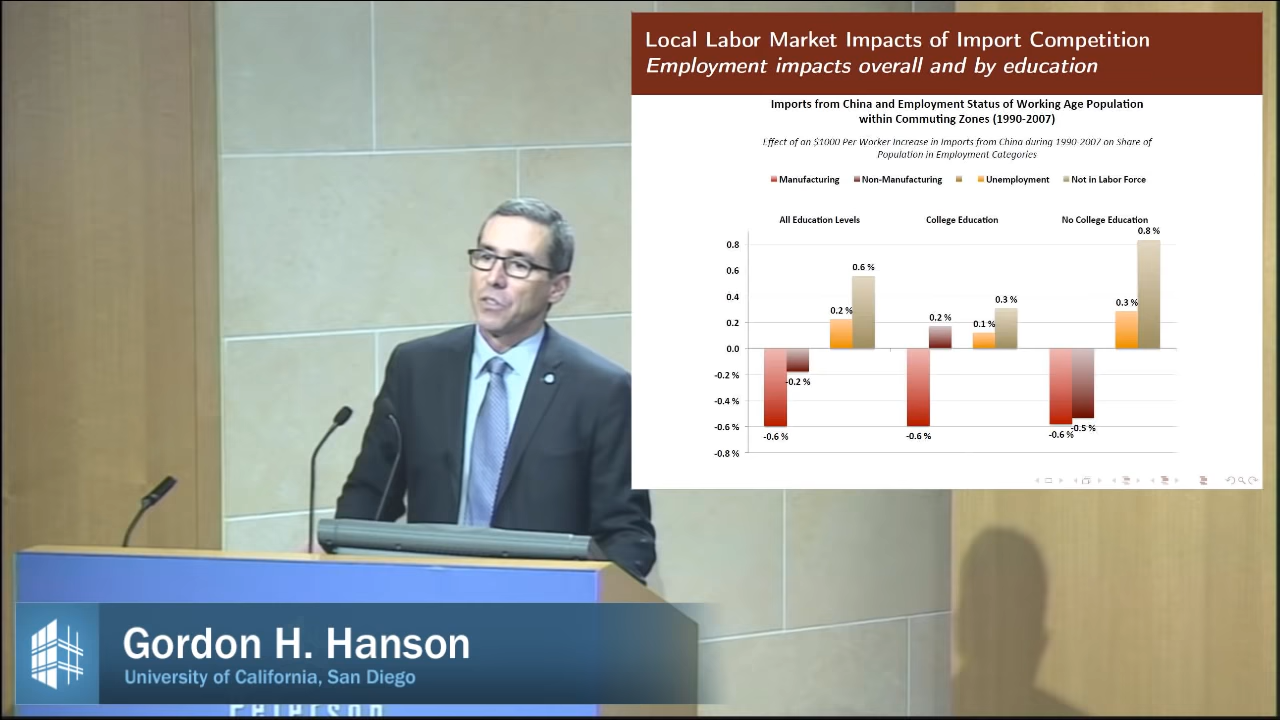 Local Labor Market Impacts of Import Competition
Employment impacts overall and by education
Imports from China and Employment Status of Working Age Population
within Commuting Zones (1990-2007)
Effect of an $1000 Per Worker Increase in Imports from China during 1990-2007 on Share of
Population in Employment Categories
Manufacturing Non-Manufacturing Unemployment Not in Labor Force
All Education Levels College Education No College Education
0.8 %
0.8
0.6 %
0.6
0.4
0.3 %
0.3 %
0.2 %
0.2 %
0.1 %
0.2
0.0
-0.2 %
-0.2 %
-0.4 %
-0.5 %
-0.6 %
-0.6 %
-0.6 %
-0.6 %
-0.8 %
Gordon H. Hanson
University of California, San Diego
Peterson